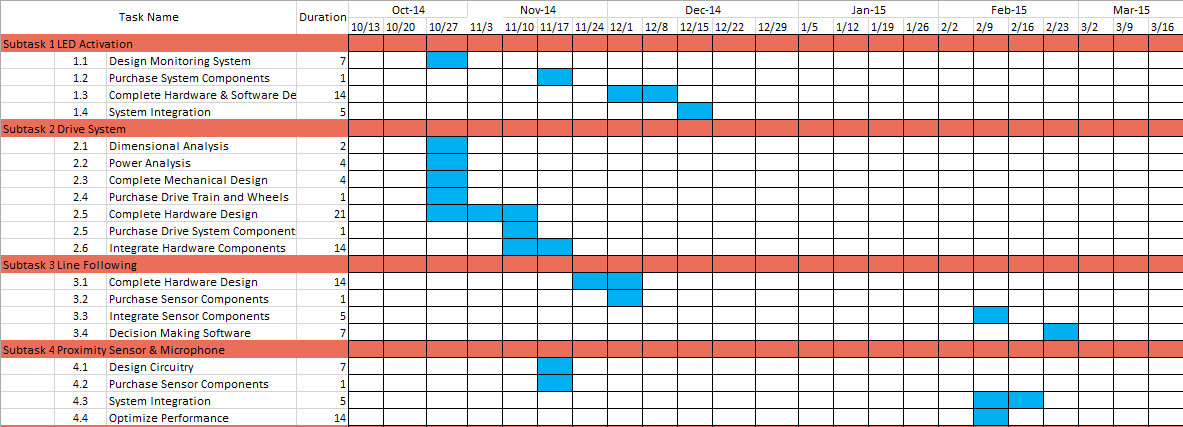 Task Name Duration Oct-14 Nov-14 Dec-14 Jan-15 Feb-15 Mar-15
10/13 10/20 10/27 11/3 11/10 11/17 11/24 12/1 12/8 12/15 12/22 12/29 1/5 1/12 1/19 1/26 2/2 2/9 2/16 2/23 3/2 3/9 3/16
Subtask 1 LED Activation
1.1 Design Monitoring System 7
1.2 Purchase System Components 1
1.3 Complete Hardware & Software De 14
1.4 System Integration 5
Subtask 2 Drive System
2.1 Dimensional Analysis 2
2.2 Power Analysis 4
2.3 Complete Mechanical Design 4
2.4 Purchase Drive Train and Wheels 1
2.5 Complete Hardware Design 21
2.5 Purchase Drive System Component 1
2.6 Integrate Hardware Components 14
Subtask 3 Line Following
3.1 Complete Hardware Design 14
3.2 Purchase Sensor Components 1
3.3 Integrate Sensor Components 5
3.4 Decision Making Software 7
Subtask 4 Proximity Sensor & Microphone
4.1 Design Circuitry 7
4.2 Purchase Sensor Components 1
4.3 System Integration 5
4.4 Optimize Performance 14